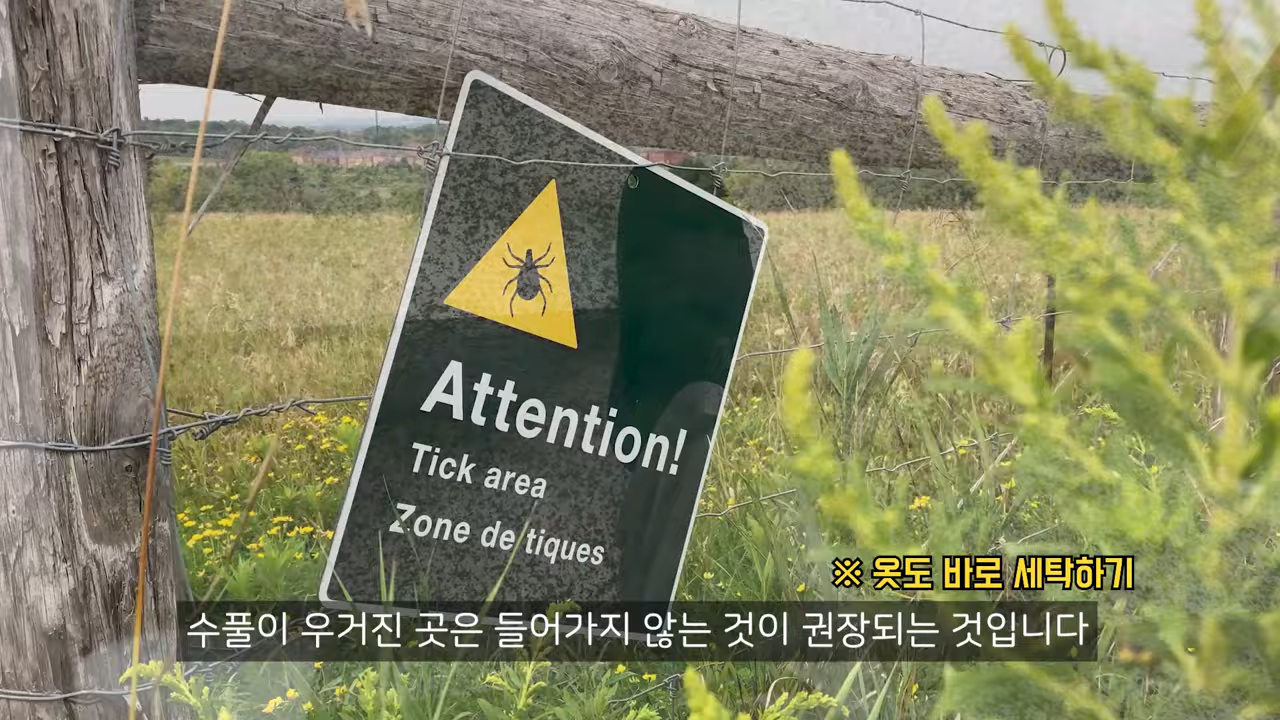 Attention!
Tick area
Zone de tiques
※ 옷도 바로 세탁하기
수풀이 우거진 곳은 들어가지 않는 것이 권장되는 것입니다